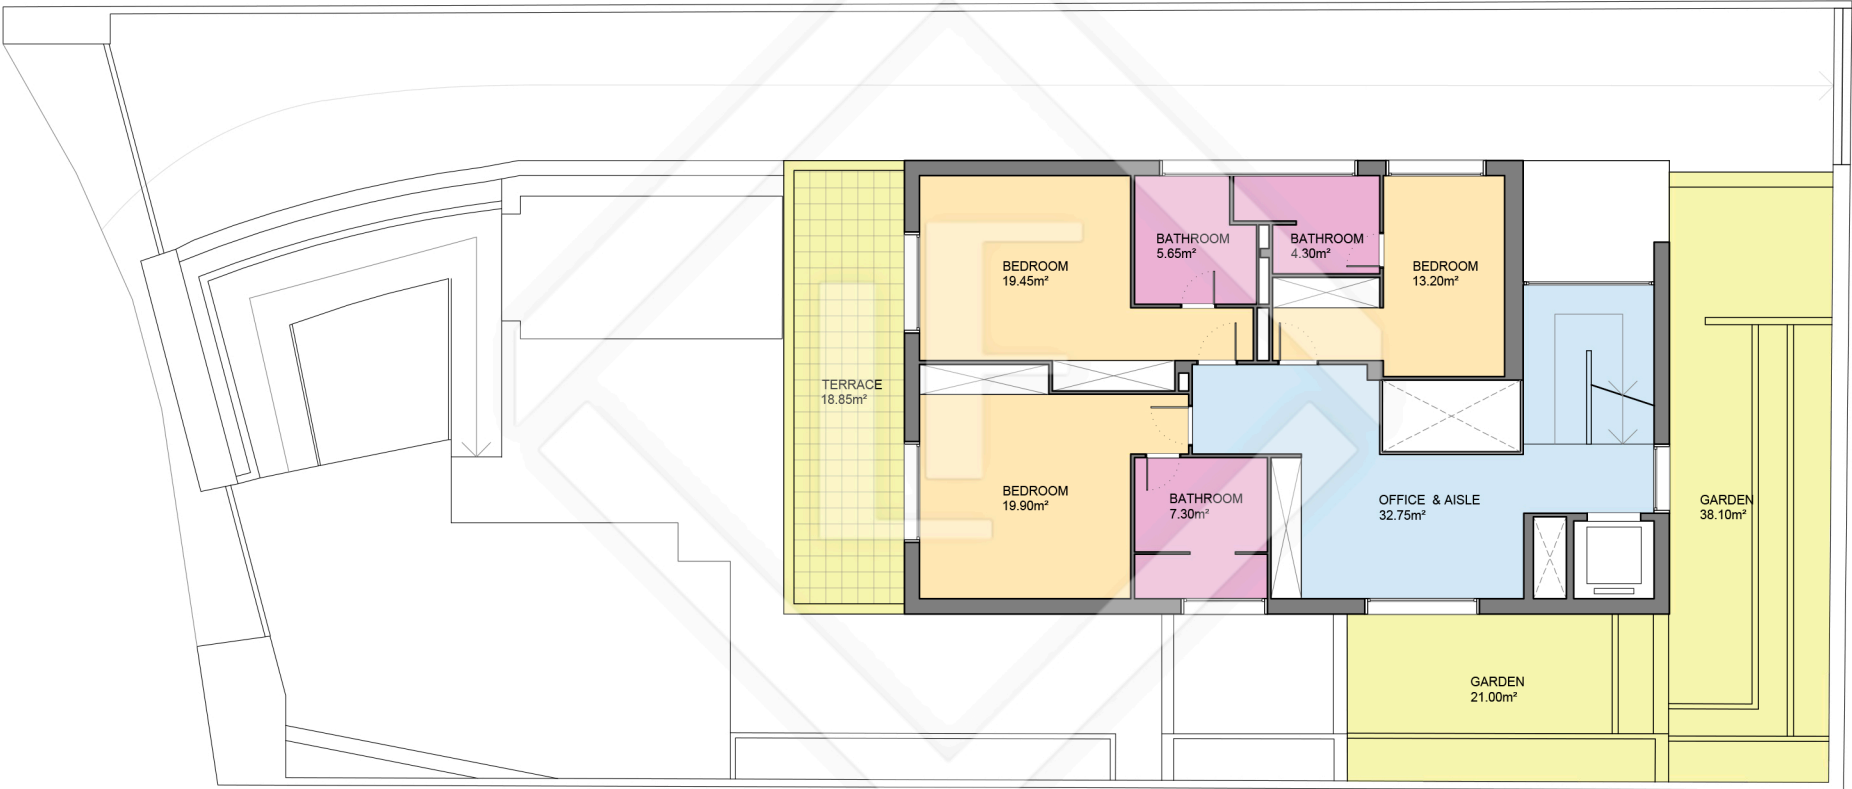 BATHROOM
5.65m²
BATHROOM
4.30m²
BEDROOM
19.45m²
BEDROOM
13.20m²
TERRACE
18.85m²
BEDROOM
19.90m²
BATHROOM
7.30m²
OFFICE & AISLE
32.75m²
GARDEN
38.10m²
GARDEN
21.00m²